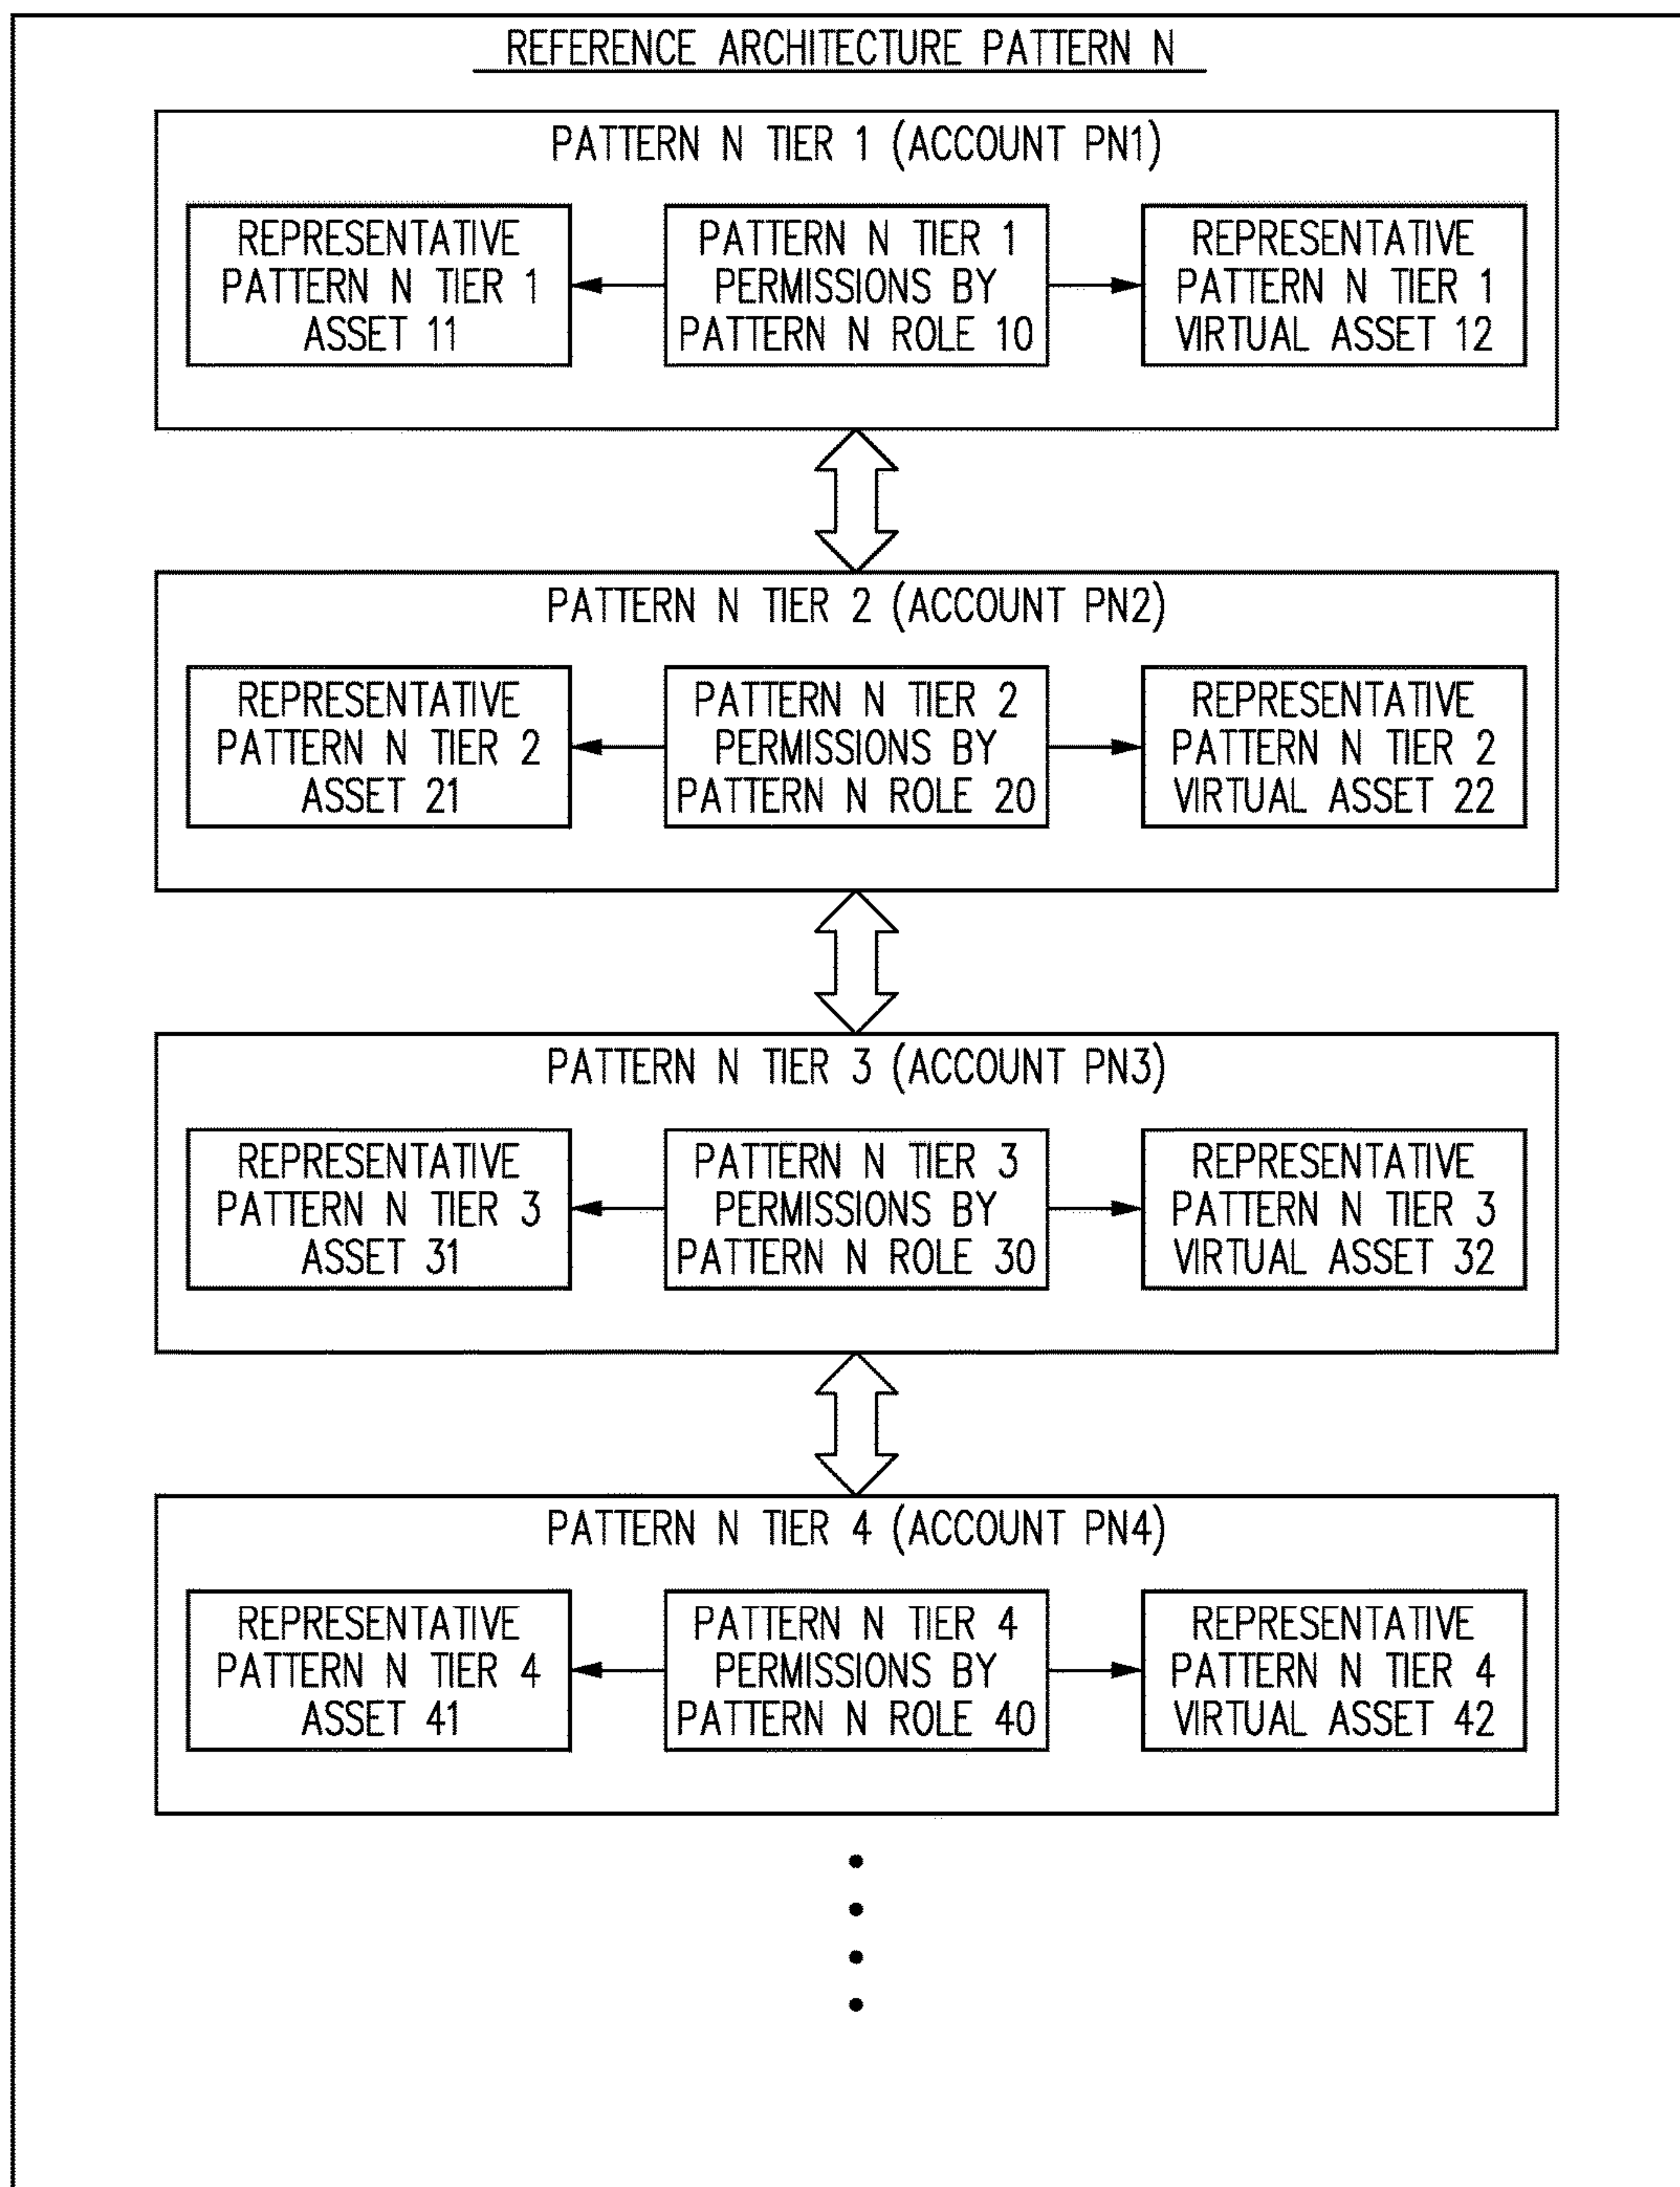 REFERENCE ARCHITECTURE PATTERN N
PATTERN N TIER 1 (ACCOUNT PN1)
REPRESENTATIVE
PATTERN N TIER 1
ASSET 11
PATTERN N TIER 1
PERMISSIONS BY
PATTERN N ROLE 10
REPRESENTATIVE
PATTERN N TIER 1
VIRTUAL ASSET 12
PATTERN N TIER 2 (ACCOUNT PN2)
REPRESENTATIVE
PATTERN N TIER 2
ASSET 21
PATTERN N TIER 2
PERMISSIONS BY
PATTERN N ROLE 20
REPRESENTATIVE
PATTERN N TIER 2
VIRTUAL ASSET 22
PATTERN N TIER 3 (ACCOUNT PN3)
REPRESENTATIVE
PATTERN N TIER 3
ASSET 31
PATTERN N TIER 3
PERMISSIONS BY
PATTERN N ROLE 30
REPRESENTATIVE
PATTERN N TIER 3
VIRTUAL ASSET 32
PATTERN N TIER 4 (ACCOUNT PN4)
REPRESENTATIVE
PATTERN N TIER 4
ASSET 41
PATTERN N TIER 4
PERMISSIONS BY
PATTERN N ROLE 40
REPRESENTATIVE
PATTERN N TIER 4
VIRTUAL ASSET 42